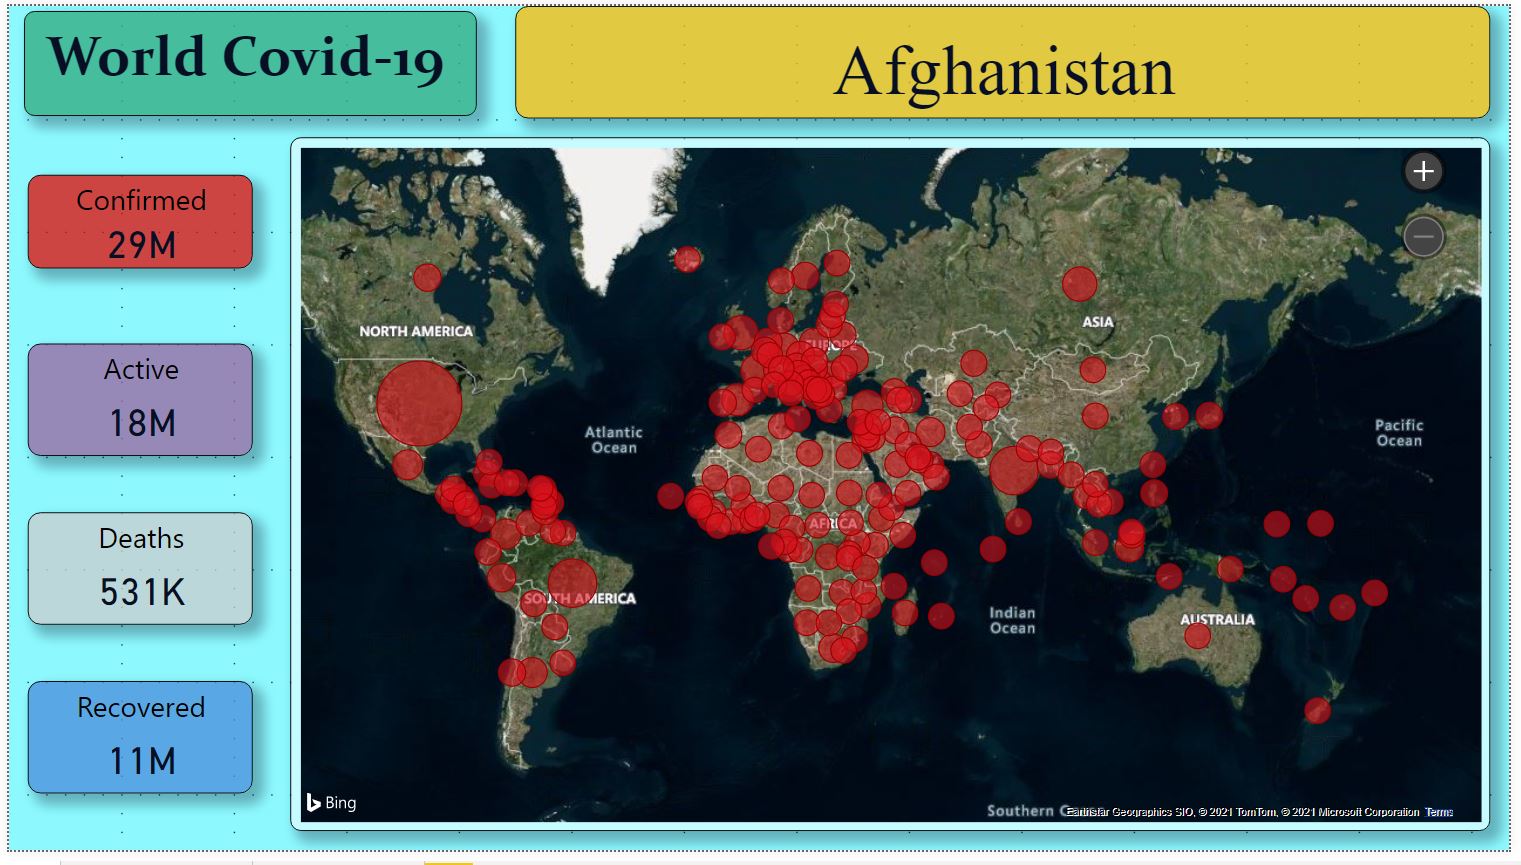 World Covid-19
Afghanistan
Confirmed
29M
Active
18M
Deaths
531K
Recovered
11M
NORTH AMERICA
EUROPE
ASIA
Atlantic
Ocean
Pacific
Ocean
AFRICA
SOUTH AMERICA
Indian
Ocean
AUSTRALIA
Bing
Southern
Earthstar Geographics SIO, © 2021 TomTom, © 2021 Microsoft Corporation Terms